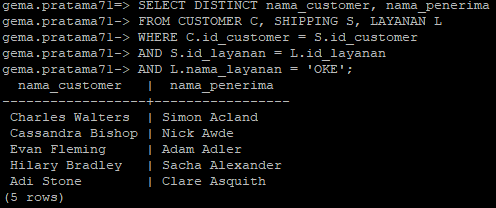 gema.pratama71=> SELECT DISTINCT nama_customer, nama_penerima
gema.pratama71-> FROM CUSTOMER C, SHIPPING S, LAYANAN L
gema.pratama71-> WHERE C.id_customer = S.id_customer
gema.pratama71-> AND S.id_layanan = L.id_layanan
gema.pratama71-> AND L.nama_layanan = 'OKE';
  nama_customer   |  nama_penerima
------------------+-----------------
 Charles Walters  | Simon Acland
 Cassandra Bishop | Nick Awde
 Evan Fleming     | Adam Adler
 Hilary Bradley   | Sacha Alexander
 Adi Stone        | Clare Asquith
(5 rows)